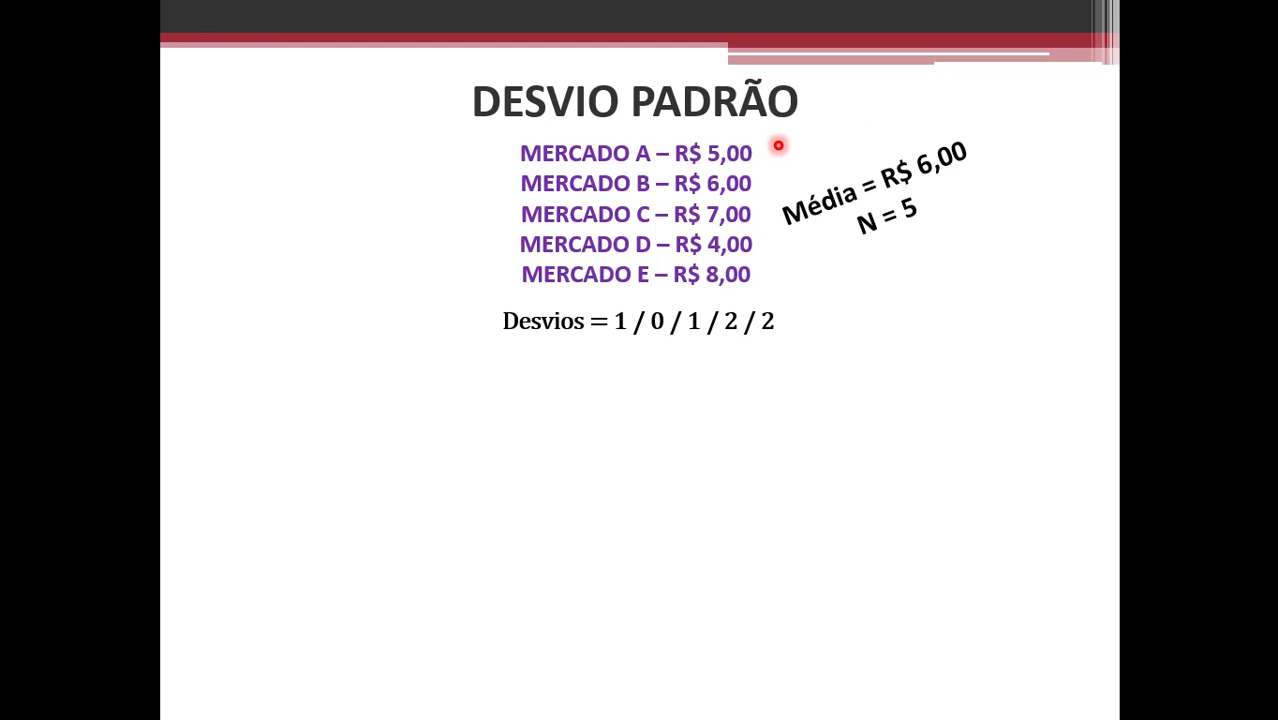 DESVIO PADRÃO
MERCADO A – R$ 5,00
MERCADO B – R$ 6,00
MERCADO C – R$ 7,00
MERCADO D – R$ 4,00
MERCADO E – R$ 8,00
Média = R$ 6,00
N = 5
Desvios = 1 / 0 / 1 / 2 / 2